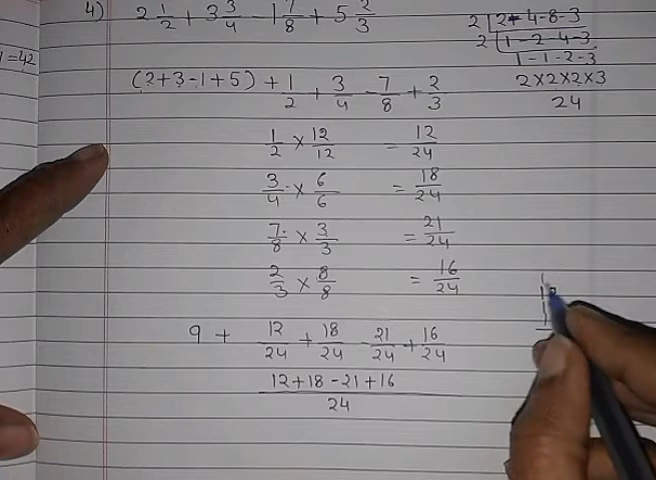 4) 2 1/2 + 3 3/4 - 1 7/8 + 5 2/3
2 | 2-4-8-3
2 | 1-2-4-3
1-1-2-3
2×2×2×3
24
=42
(2+3-1+5) + 1/2 + 3/4 - 7/8 + 2/3
1/2 × 12/12 = 12/24
3/4 × 6/6 = 18/24
7/8 × 3/3 = 21/24
2/3 × 8/8 = 16/24
9 + 12/24 + 18/24 - 21/24 + 16/24
12+18-21+16
24